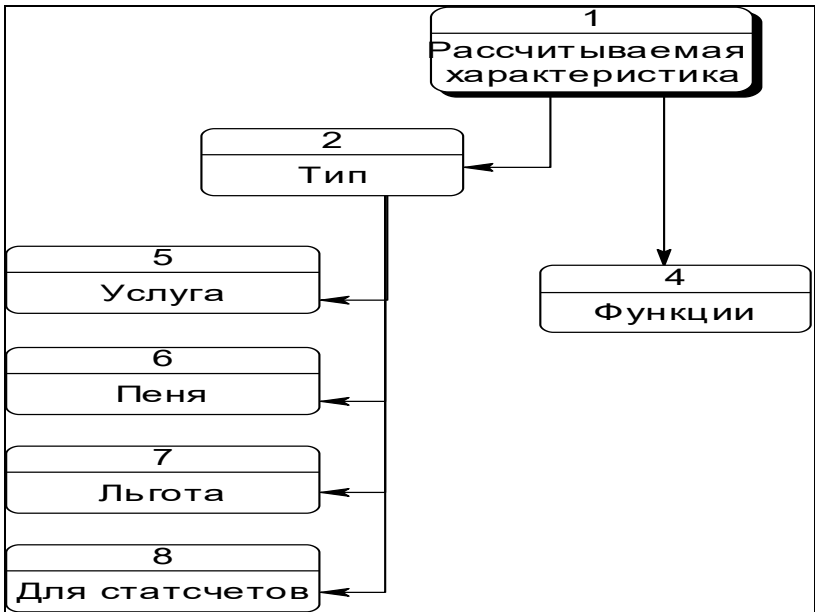 1
Рассчитываемая
характеристика
2
Тип
5
Услуга
4
Функции
6
Пеня
7
Льгота
8
Для статсчетов